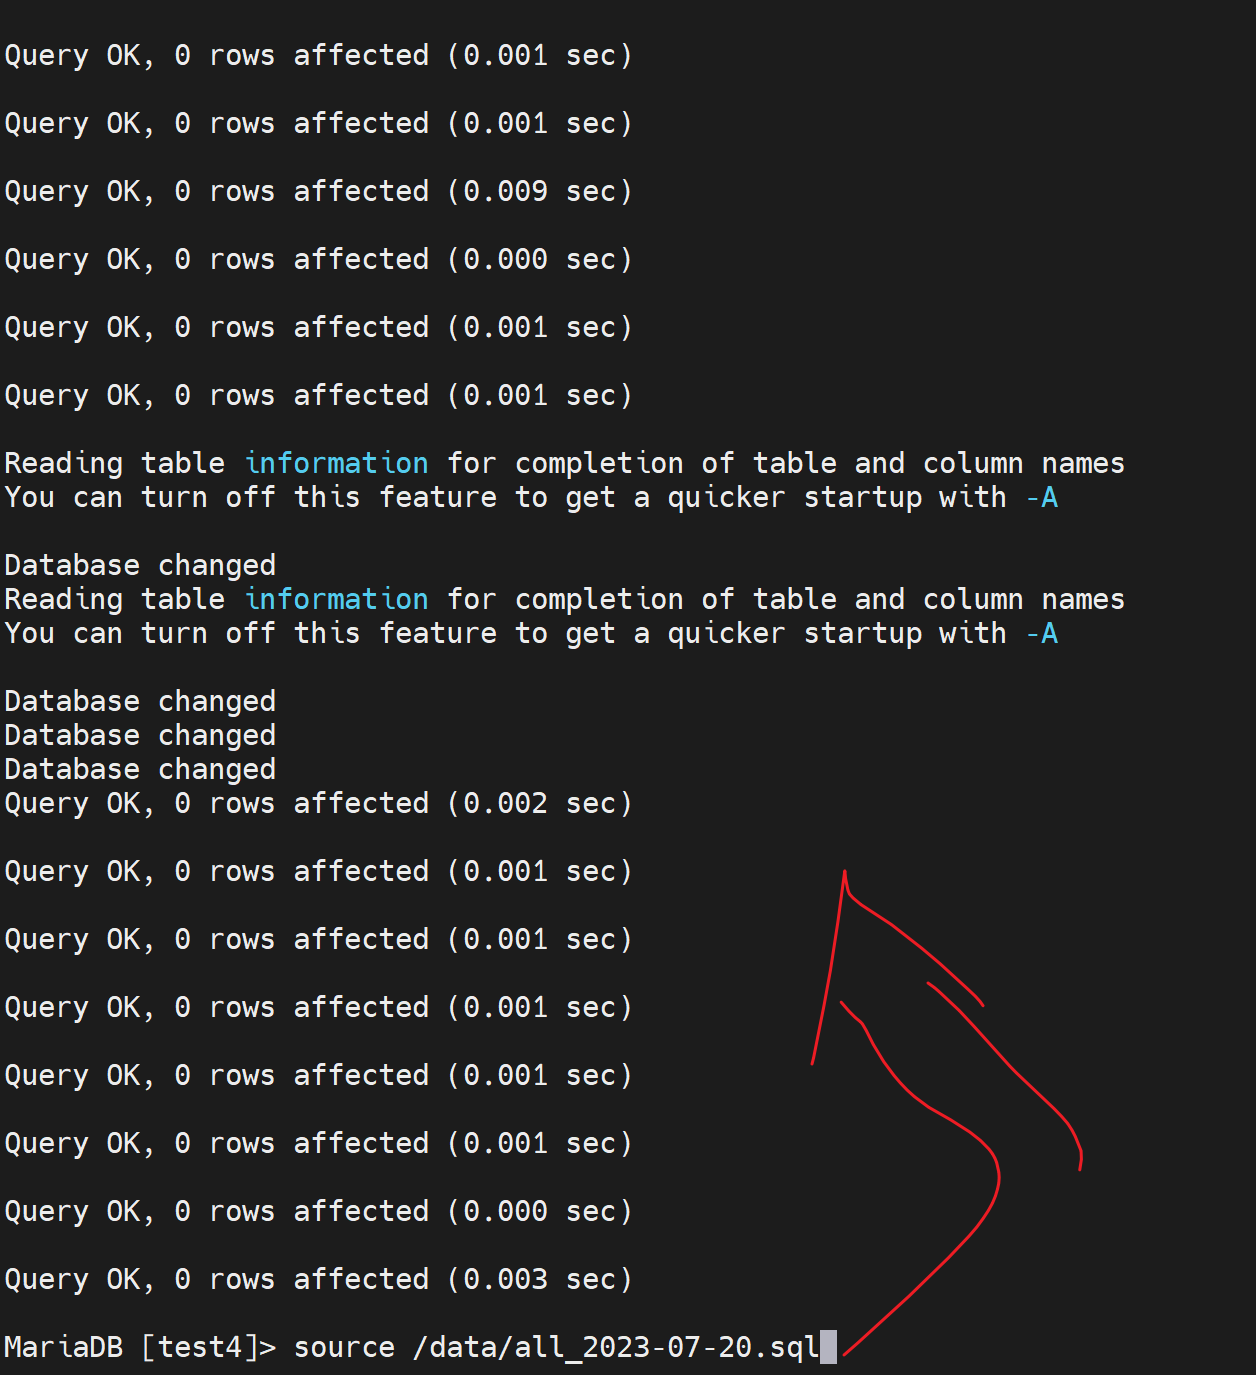 Query OK, 0 rows affected (0.001 sec)
Query OK, 0 rows affected (0.001 sec)
Query OK, 0 rows affected (0.009 sec)
Query OK, 0 rows affected (0.000 sec)
Query OK, 0 rows affected (0.001 sec)
Query OK, 0 rows affected (0.001 sec)
Reading table information for completion of table and column names
You can turn off this feature to get a quicker startup with -A
Database changed
Reading table information for completion of table and column names
You can turn off this feature to get a quicker startup with -A
Database changed
Database changed
Database changed
Query OK, 0 rows affected (0.002 sec)
Query OK, 0 rows affected (0.001 sec)
Query OK, 0 rows affected (0.001 sec)
Query OK, 0 rows affected (0.001 sec)
Query OK, 0 rows affected (0.001 sec)
Query OK, 0 rows affected (0.001 sec)
Query OK, 0 rows affected (0.000 sec)
Query OK, 0 rows affected (0.003 sec)
MariaDB [test4]> source /data/all_2023-07-20.sql